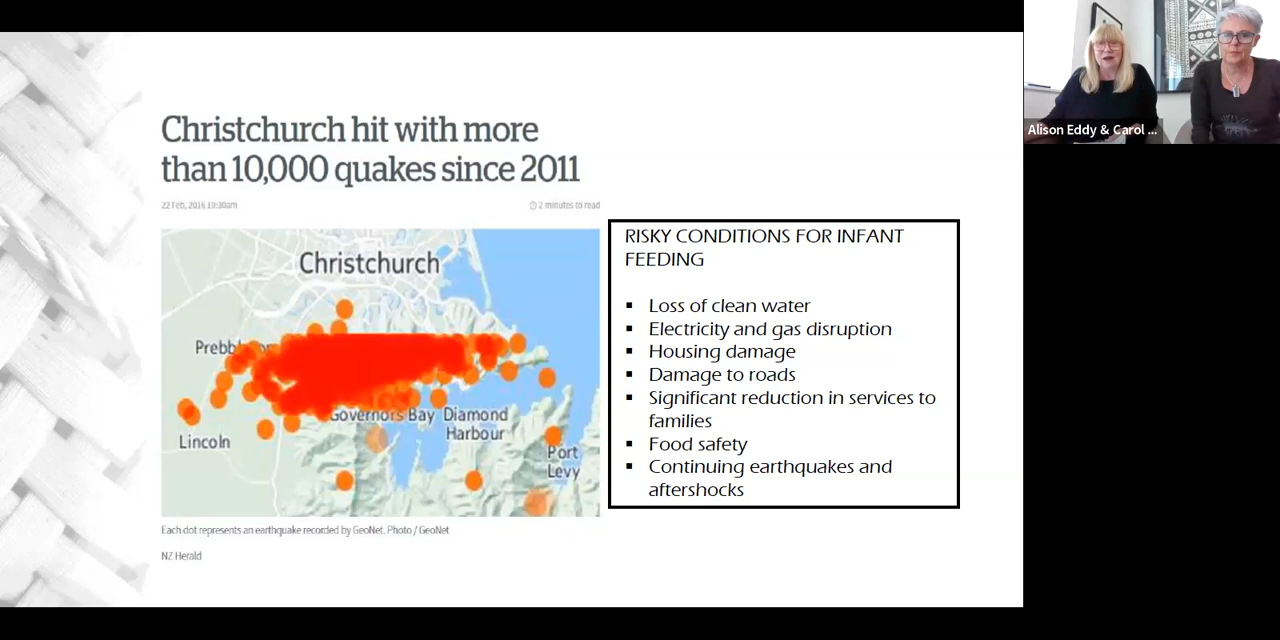 Christchurch hit with more
than 10,000 quakes since 2011
22 Feb, 2016 10:30am
2 minutes to read
Christchurch
Prebb
Governors Bay
Diamond
Harbour
Lincoln
Port
Levy
Each dot represents an earthquake recorded by GeoNet. Photo / GeoNet
NZ Herald
RISKY CONDITIONS FOR INFANT
FEEDING
▪ Loss of clean water
▪ Electricity and gas disruption
▪ Housing damage
▪ Damage to roads
▪ Significant reduction in services to
families
▪ Food safety
▪ Continuing earthquakes and
aftershocks
Alison Eddy & Carol ...